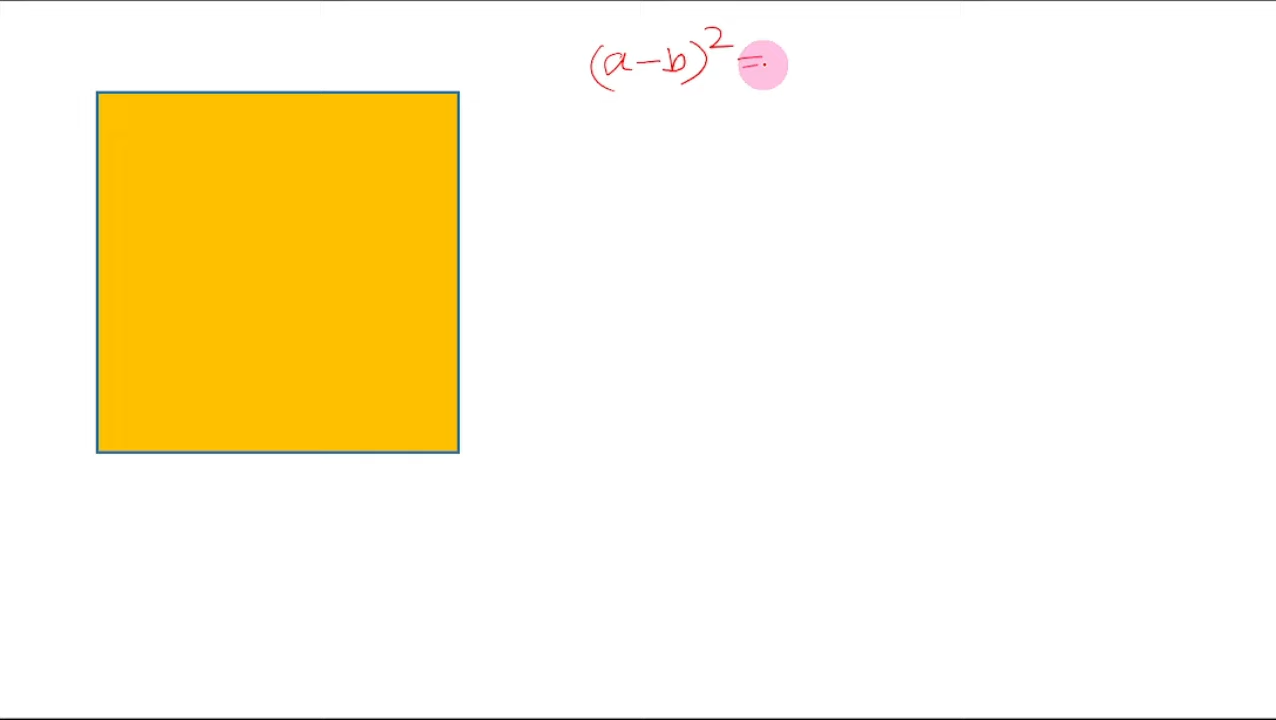 (a-b)² =